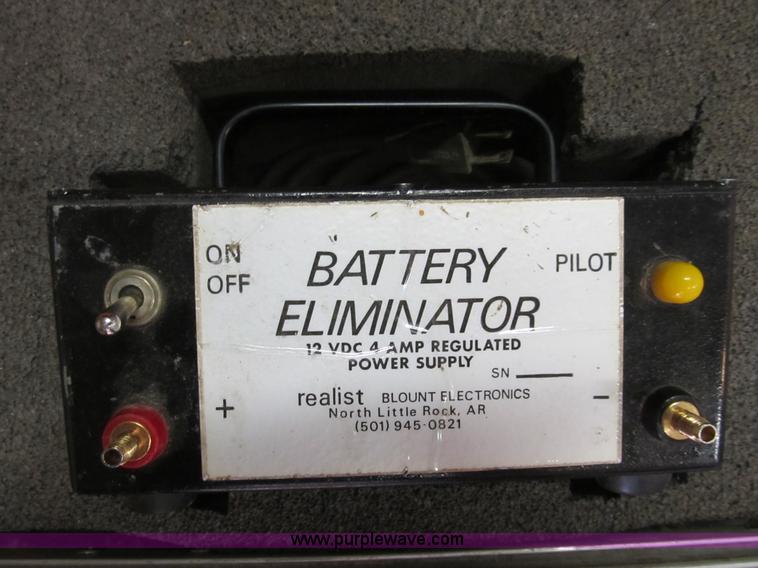 ON
OFF
BATTERY
ELIMINATOR
PILOT
12 VDC 4 AMP REGULATED
POWER SUPPLY
SN
+
-
realist BLOUNT ELECTRONICS
North Little Rock, AR
(501) 945-0821
www.purplewave.com